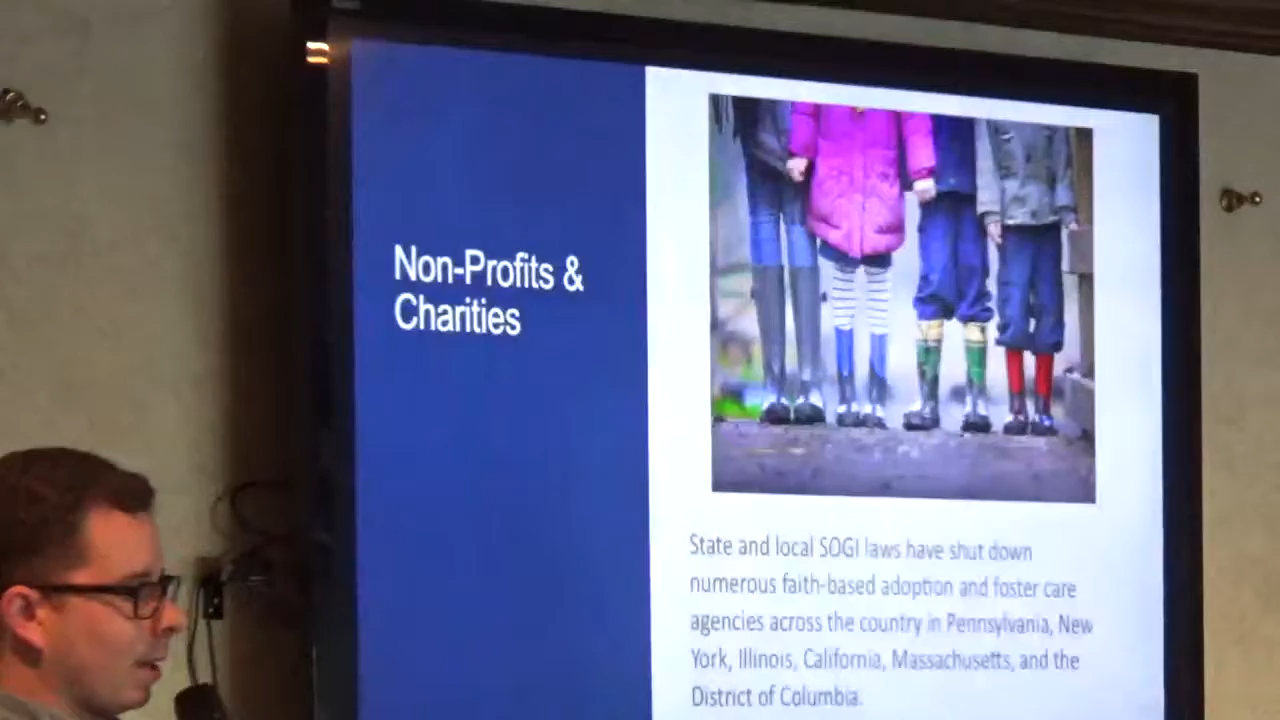 Non-Profits &
Charities
State and local SOGI laws have shut down
numerous faith-based adoption and foster care
agencies across the country in Pennsylvania, New
York, Illinois, California, Massachusetts, and the
District of Columbia.